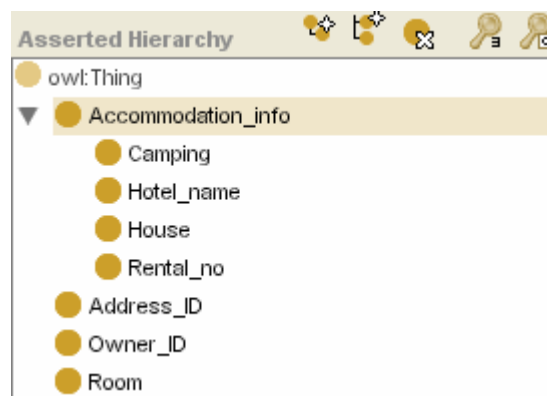 Asserted Hierarchy
owl:Thing
Accommodation_info
Camping
Hotel_name
House
Rental_no
Address_ID
Owner_ID
Room